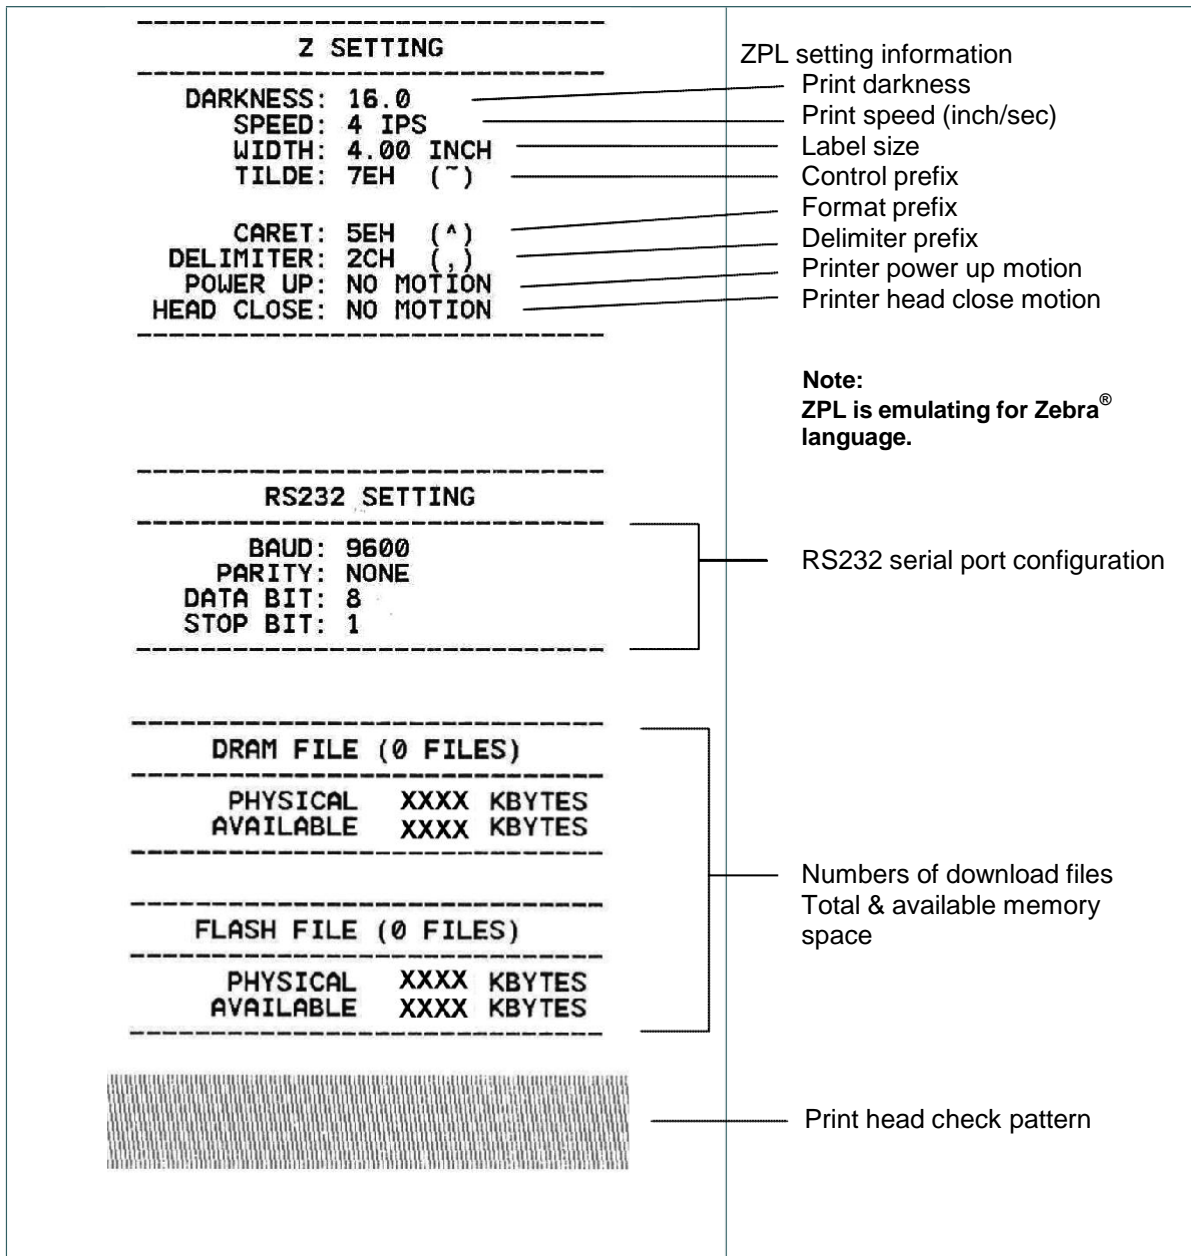 Z SETTING
DARKNESS: 16.0
SPEED: 4 IPS
WIDTH: 4.00 INCH
TILDE: 7EH (~)
CARET: 5EH (^)
DELIMITER: 2CH (,)
POWER UP: NO MOTION
HEAD CLOSE: NO MOTION
ZPL setting information
Print darkness
Print speed (inch/sec)
Label size
Control prefix
Format prefix
Delimiter prefix
Printer power up motion
Printer head close motion
Note:
ZPL is emulating for Zebra®
language.
RS232 SETTING
BAUD: 9600
PARITY: NONE
DATA BIT: 8
STOP BIT: 1
RS232 serial port configuration
DRAM FILE (0 FILES)
PHYSICAL XXXX KBYTES
AVAILABLE XXXX KBYTES
FLASH FILE (0 FILES)
PHYSICAL XXXX KBYTES
AVAILABLE XXXX KBYTES
Numbers of download files
Total & available memory
space
Print head check pattern